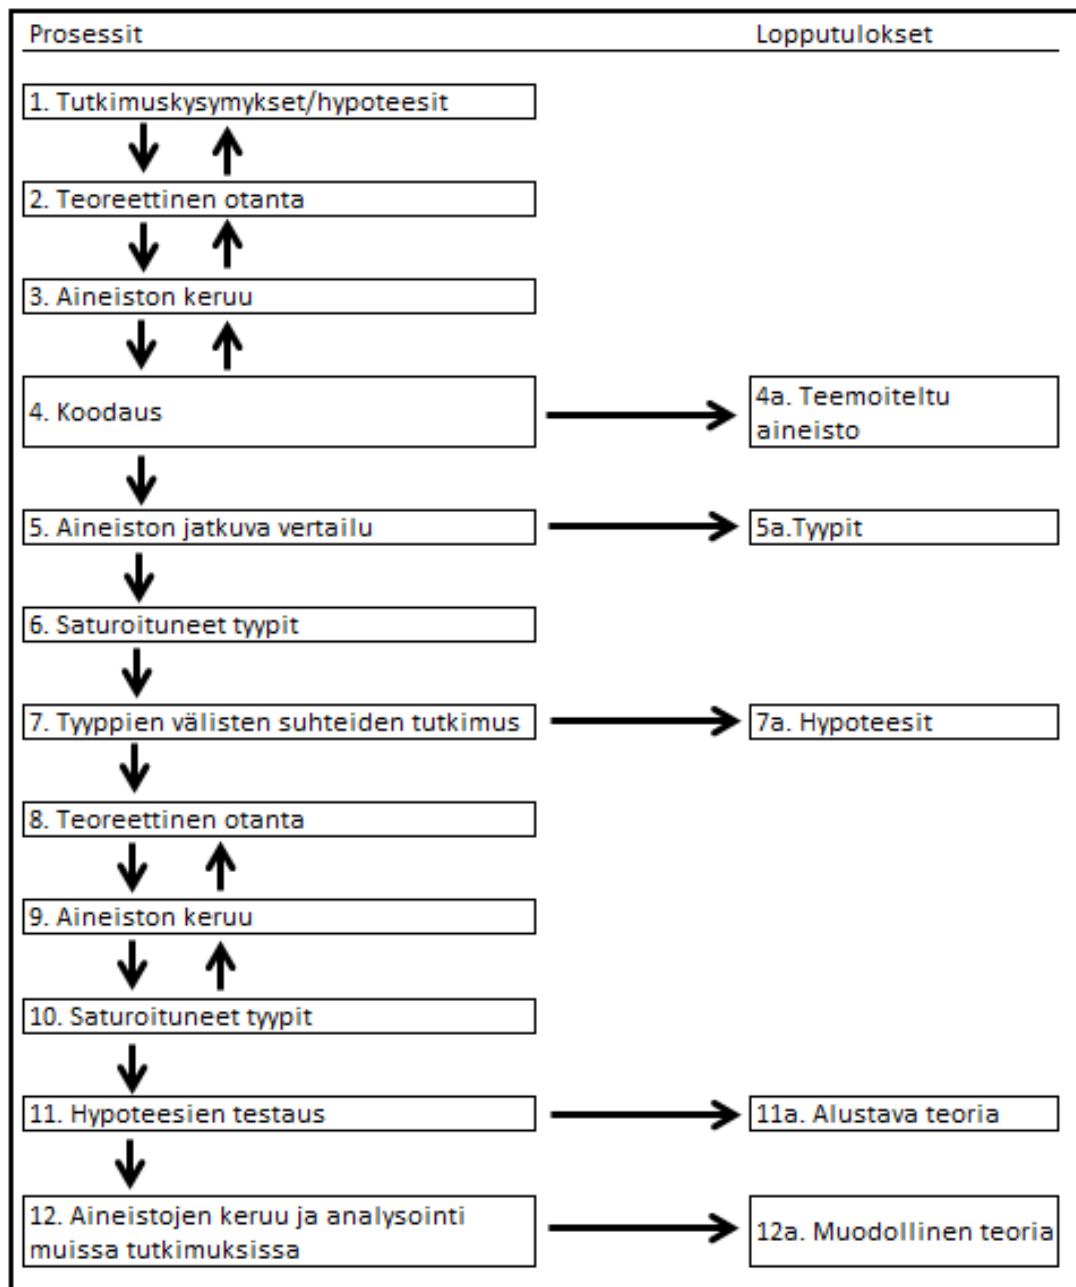 Prosessit
Lopputulokset
1. Tutkimuskysymykset/hypoteesit
2. Teoreettinen otanta
3. Aineiston keruu
4. Koodaus
4a. Teemoiteltu
aineisto
5. Aineiston jatkuva vertailu
5a.Tyypit
6. Saturoituneet tyypit
7. Tyyppien välisten suhteiden tutkimus
7a. Hypoteesit
8. Teoreettinen otanta
9. Aineiston keruu
10. Saturoituneet tyypit
11. Hypoteesien testaus
11a. Alustava teoria
12. Aineistojen keruu ja analysointi
muissa tutkimuksissa
12a. Muodollinen teoria